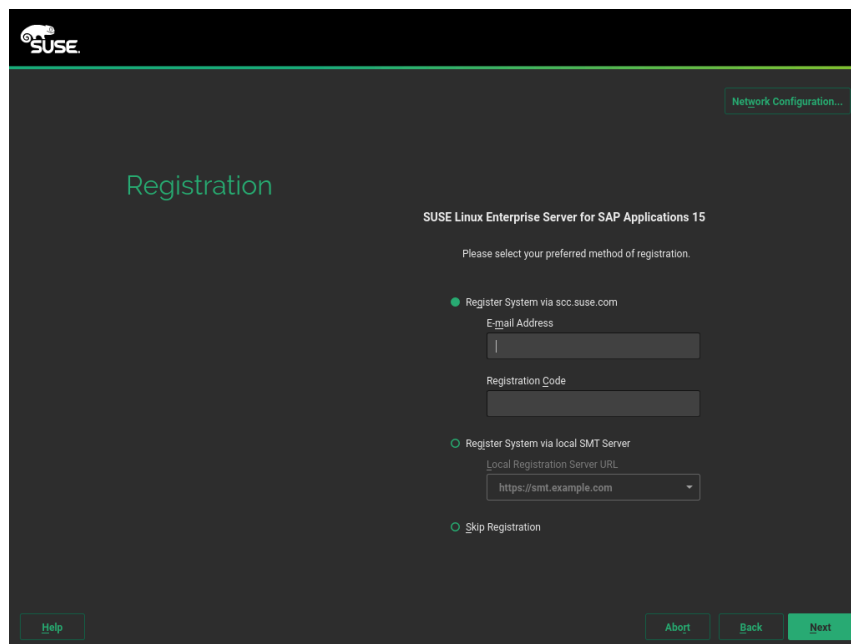 SUSE.
Network Configuration...
Registration
SUSE Linux Enterprise Server for SAP Applications 15
Please select your preferred method of registration.
Register System via scc.suse.com
E-mail Address
Registration Code
Register System via local SMT Server
Local Registration Server URL
https://smt.example.com
Skip Registration
Help
Abort
Back
Next